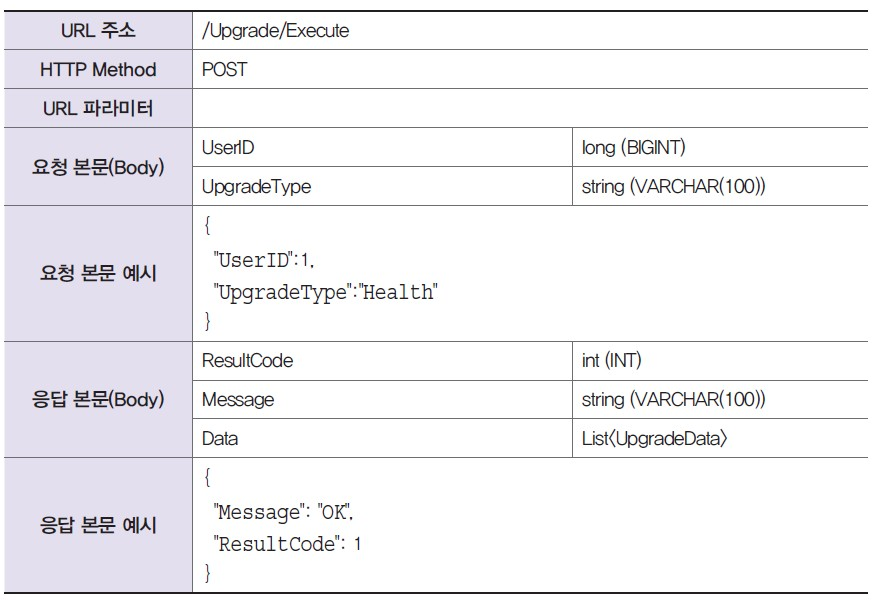 URL 주소 /Upgrade/Execute
HTTP Method POST
URL 파라미터
요청 본문(Body) UserID long (BIGINT)
UpgradeType string (VARCHAR(100))
요청 본문 예시
{
"UserID":1,
"UpgradeType":"Health"
}
응답 본문(Body) ResultCode int (INT)
Message string (VARCHAR(100))
Data List〈UpgradeData〉
응답 본문 예시
{
"Message": "OK",
"ResultCode": 1
}